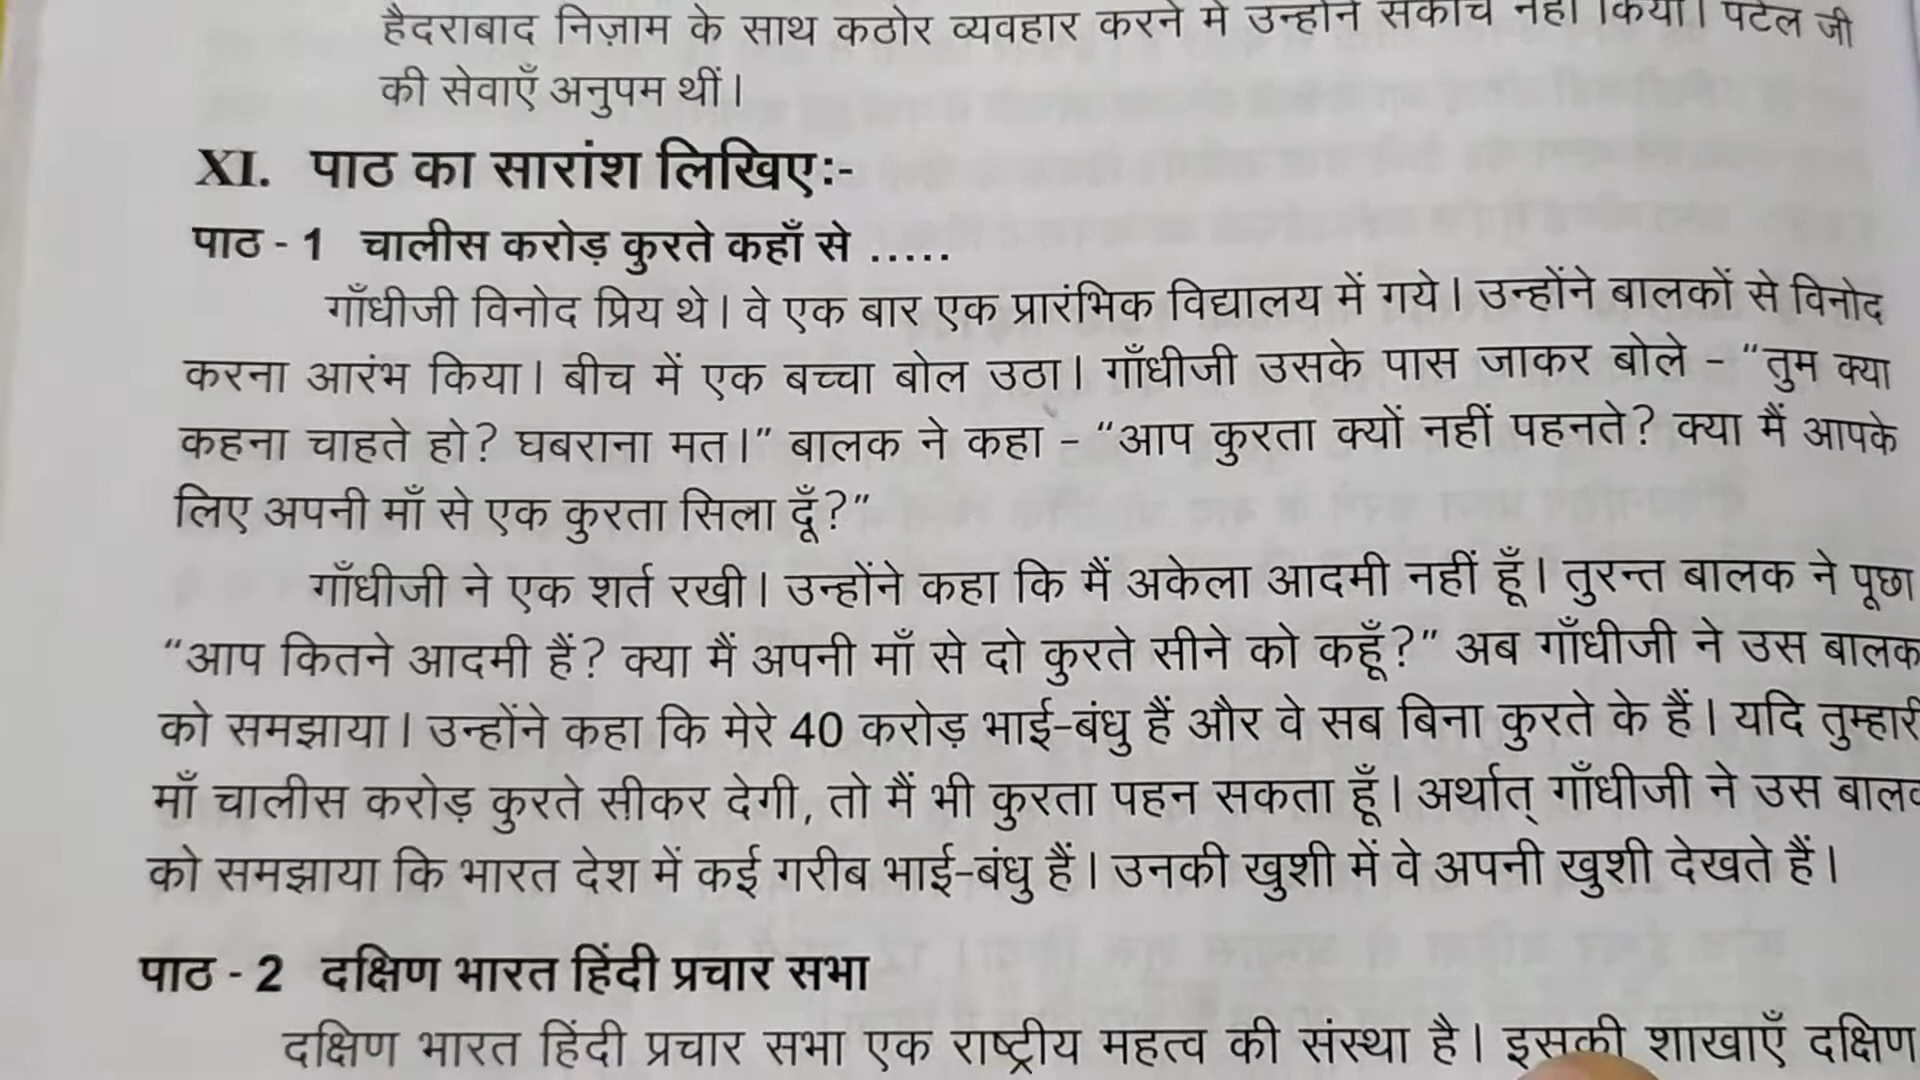 हैदराबाद निज़ाम के साथ कठोर व्यवहार करने में उन्होंने संकोच नहीं किया। पटेल जी
की सेवाएँ अनुपम थीं।
XI. पाठ का सारांश लिखिए:-
पाठ - 1 चालीस करोड़ कुरते कहाँ से .....
गाँधीजी विनोद प्रिय थे। वे एक बार एक प्रारंभिक विद्यालय में गये। उन्होंने बालकों से विनोद
करना आरंभ किया। बीच में एक बच्चा बोल उठा। गाँधीजी उसके पास जाकर बोले – “तुम क्या
कहना चाहते हो? घबराना मत।” बालक ने कहा – “आप कुरता क्यों नहीं पहनते? क्या मैं आपके
लिए अपनी माँ से एक कुरता सिला दूँ?”
गाँधीजी ने एक शर्त रखी। उन्होंने कहा कि मैं अकेला आदमी नहीं हूँ। तुरन्त बालक ने पूछा
“आप कितने आदमी हैं? क्या मैं अपनी माँ से दो कुरते सीने को कहूँ?” अब गाँधीजी ने उस बालक
को समझाया। उन्होंने कहा कि मेरे 40 करोड़ भाई-बंधु हैं और वे सब बिना कुरते के हैं। यदि तुम्हारी
माँ चालीस करोड़ कुरते सीकर देगी, तो मैं भी कुरता पहन सकता हूँ। अर्थात् गाँधीजी ने उस बालक
को समझाया कि भारत देश में कई गरीब भाई-बंधु हैं। उनकी खुशी में वे अपनी खुशी देखते हैं।
पाठ - 2 दक्षिण भारत हिंदी प्रचार सभा
दक्षिण भारत हिंदी प्रचार सभा एक राष्ट्रीय महत्व की संस्था है। इसकी शाखाएँ दक्षिण